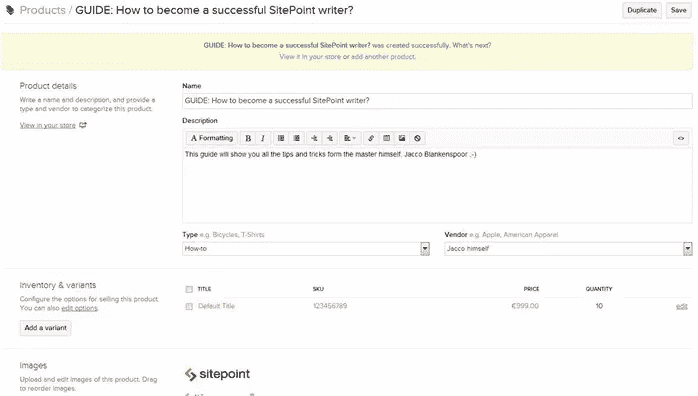 Products / GUIDE: How to become a successful SitePoint writer?
Duplicate
Save
GUIDE: How to become a successful SitePoint writer? was created successfully. What's next?
View it in your store or add another product.
Product details
Write a name and description, and provide a
type and vendor to categorize this product.
View in your store
Name
GUIDE: How to become a successful SitePoint writer?
Description
A Formatting
B I
<>
This guide will show you all the tips and tricks form the master himself. Jacco Blankenspoor ;-)
Type e.g. Bicycles, T-Shirts
How-to
Vendor e.g. Apple, American Apparel
Jacco himself
Inventory & variants
Configure the options for selling this product.
You can also edit options.
Add a variant
TITLE SKU PRICE QUANTITY
Default Title 123456789 €999.00 10 edit
Images
Upload and edit images of this product. Drag
to reorder images.
sitepoint